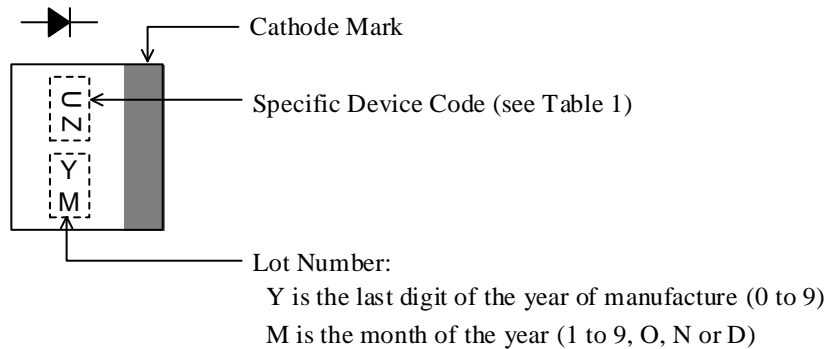 Cathode Mark
UN
Specific Device Code (see Table 1)
Y
M
Lot Number:
Y is the last digit of the year of manufacture (0 to 9)
M is the month of the year (1 to 9, O, N or D)